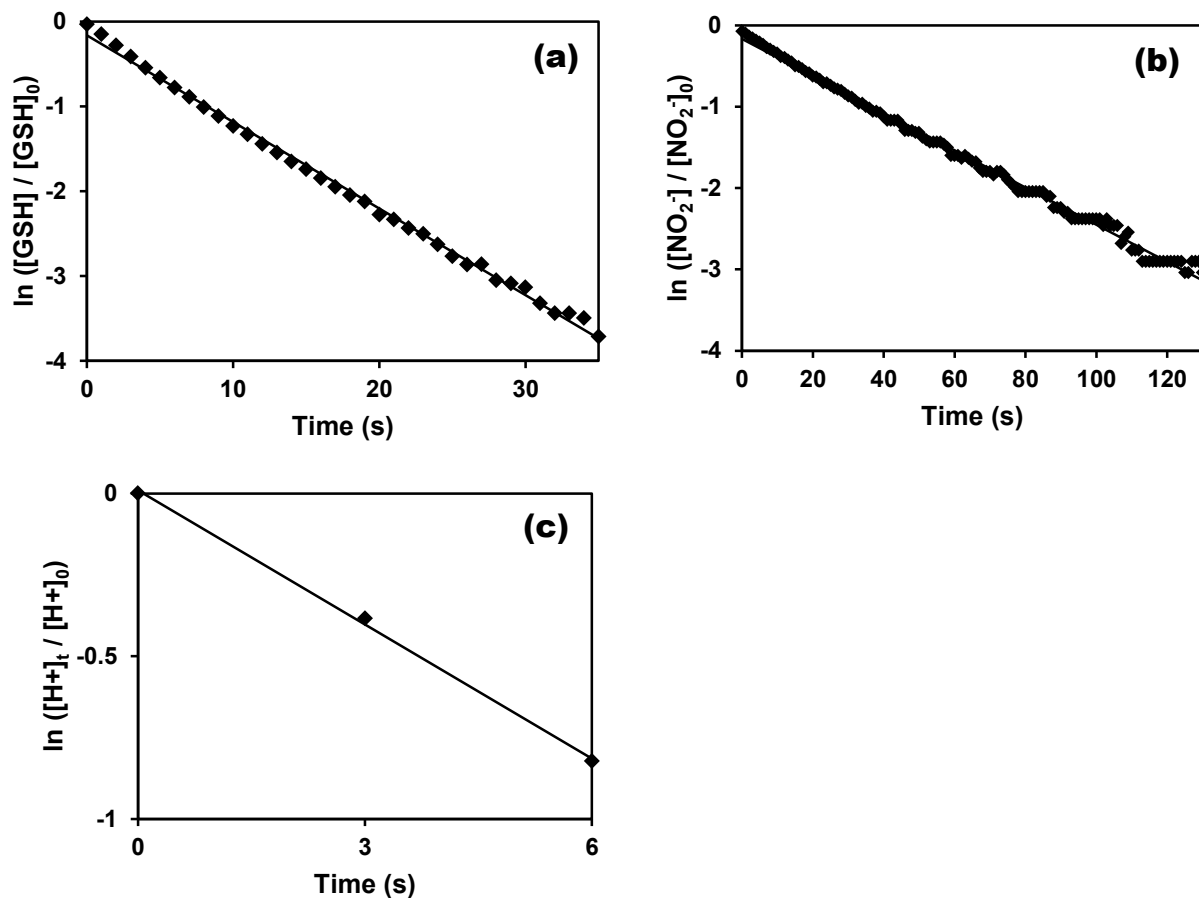 (a)
ln ([GSH] / [GSH]₀)
0
-1
-2
-3
-4
0 10 20 30
Time (s)
(b)
ln ([NO₂⁻] / [NO₂⁻]₀)
0
-1
-2
-3
-4
0 20 40 60 80 100 120
Time (s)
(c)
ln ([H+]ₜ / [H+]₀)
0
-0.5
-1
0 3 6
Time (s)